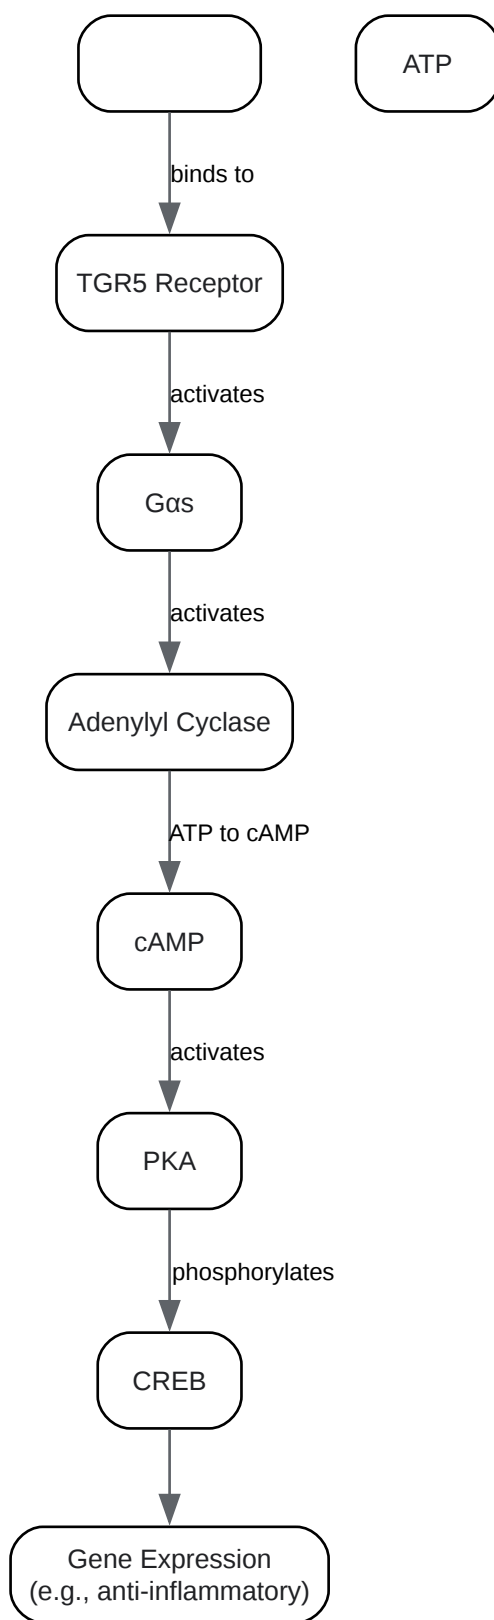 ATP
binds to
TGR5 Receptor
activates
Gαs
activates
Adenylyl Cyclase
ATP to cAMP
cAMP
activates
PKA
phosphorylates
CREB
Gene Expression
(e.g., anti-inflammatory)